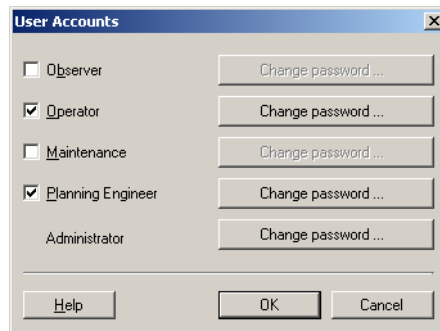 User Accounts
Observer Change password ...
Operator Change password ...
Maintenance Change password ...
Planning Engineer Change password ...
Administrator Change password ...
Help OK Cancel